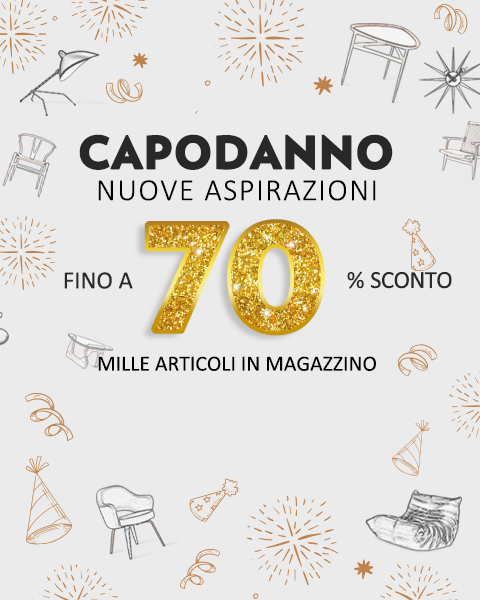 CAPODANNO
NUOVE ASPIRAZIONI
FINO A 70 % SCONTO
MILLE ARTICOLI IN MAGAZZINO